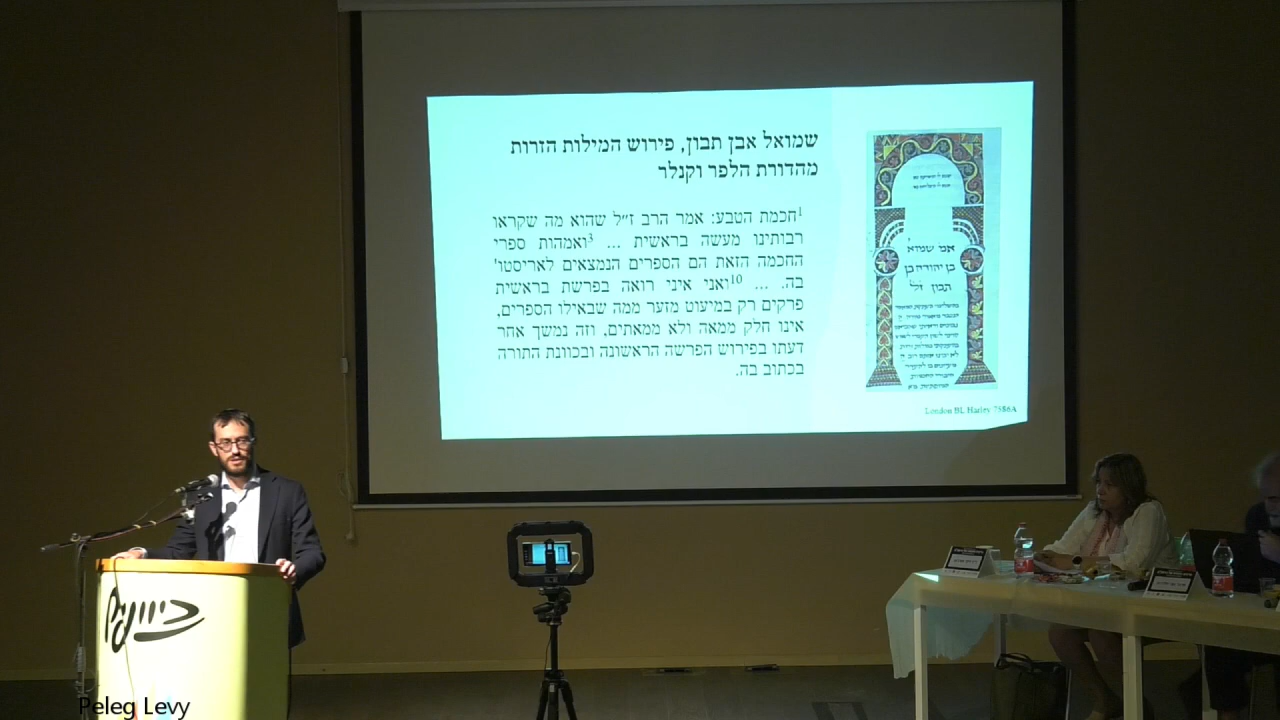 שמואל אבן תבון, פירוש המילות הזרות
מהדורת הלפר וקנלר
¹חכמת הטבע: אמר הרב ז״ל שהוא מה שקראו
רבותינו מעשה בראשית ... ³ואמהות ספרי
החכמה הזאת הם הספרים הנמצאים לאריסטו'
בה. ... ¹⁰ואני איני רואה בפרשת בראשית
פרקים רק במיעוט מזער ממה שבאילו הספרים,
אינו חלק ממאה ולא ממאתים, וזה נמשך אחר
דעתו בפירוש הפרשה הראשונה ובכוונת התורה
בכתוב בה.
אמ' שמואל
בן יהודה בן
תבון ז'ל
London BL Harley 7586A
כיוונים
Peleg Levy